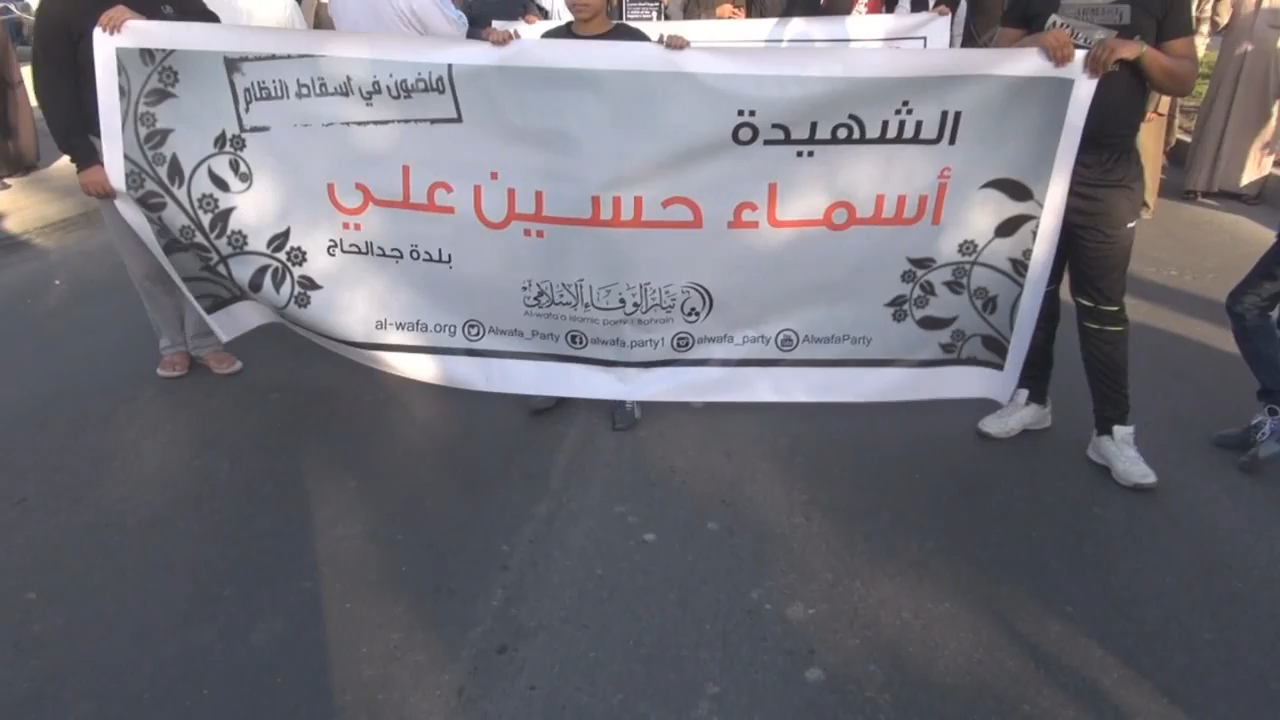 ماضون في أسقاط النظام
الشهيدة
أسماء حسين علي
بلدة جدالحاج
تيار الوفاء الإسلامي
Al-wafa'a Islamic party | Bahrain
al-wafa.org Alwafa_Party alwafa.party1 alwafa_party AlwafaParty